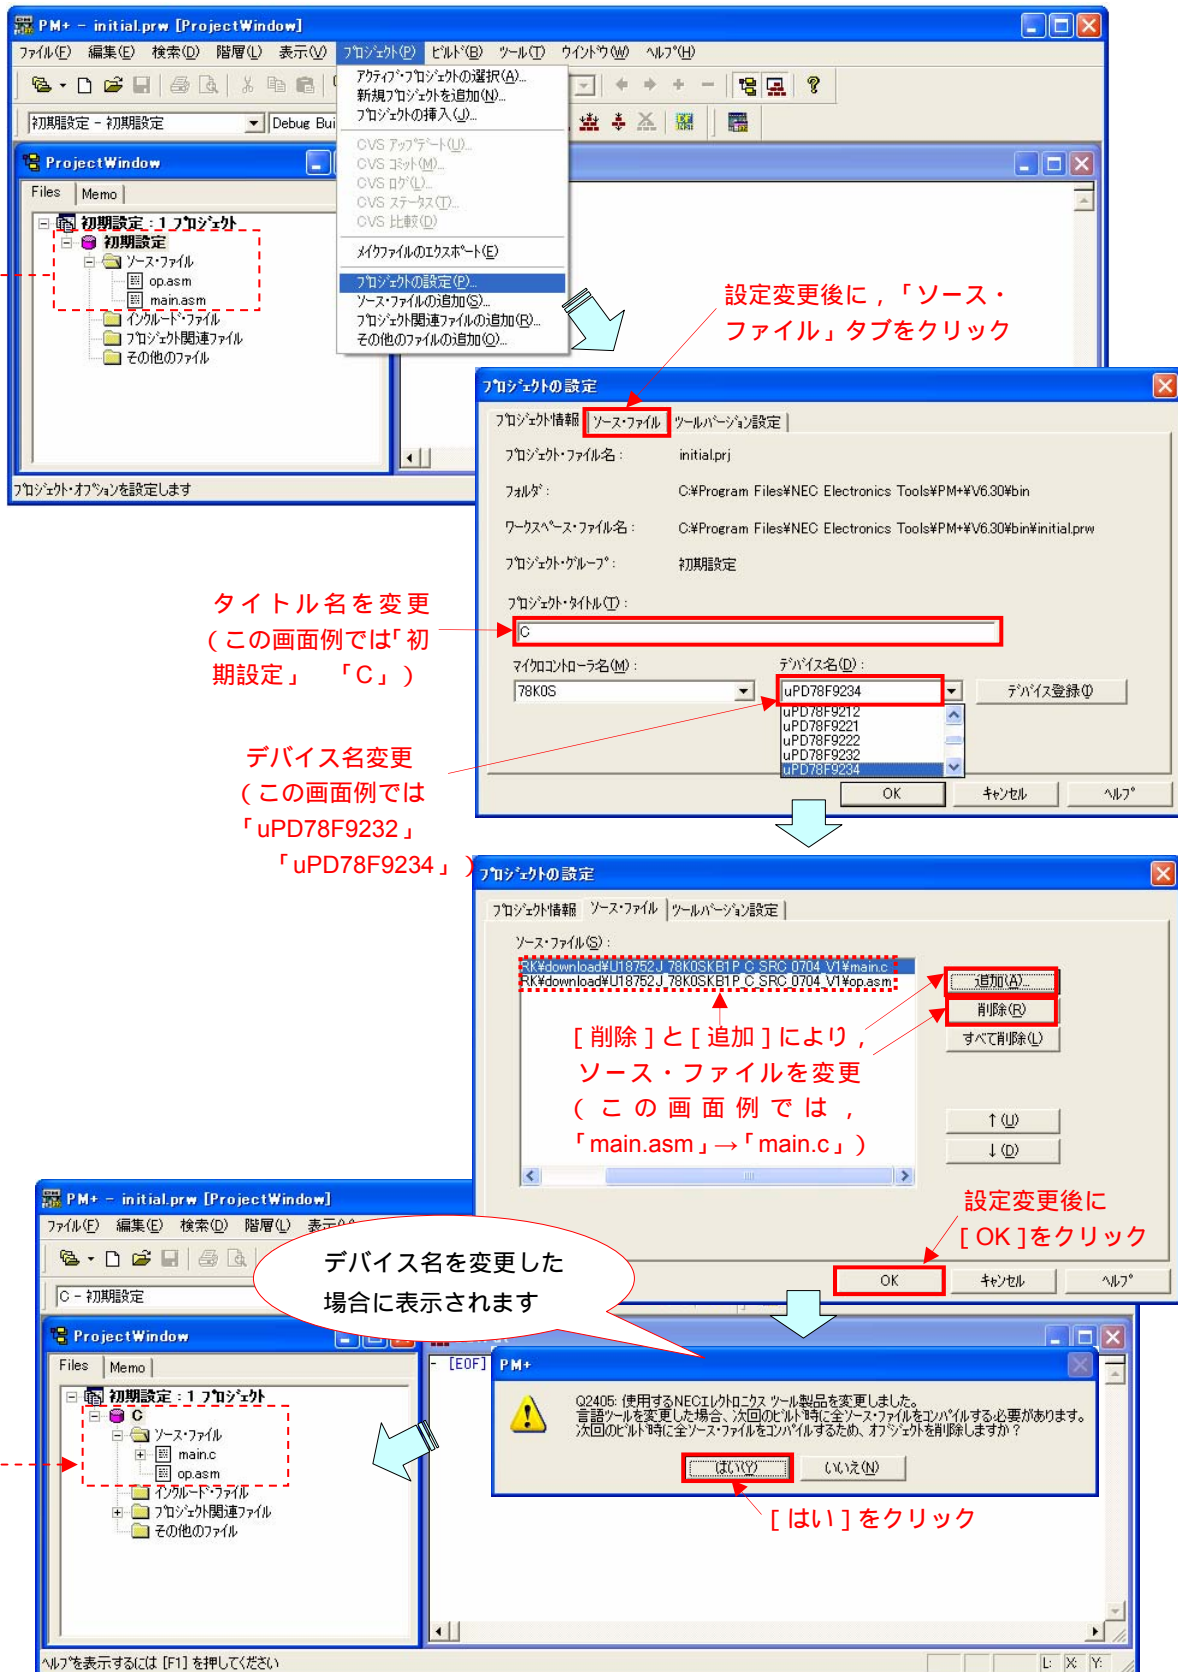 PM+ - initial.prw [ProjectWindow]
ファイル(F) 編集(E) 検索(D) 階層(L) 表示(V) プロジェクト(P) ビルド(B) ツール(T) ウインドウ(W) ヘルプ(H)
初期設定 - 初期設定
Debug Bui
アクティブ・プロジェクトの選択(A)...
新規プロジェクトを追加(N)...
プロジェクトの挿入(J)...
CVS アップデート(U)...
CVS コミット(M)...
CVS ログ(L)...
CVS ステータス(T)...
CVS 比較(D)
メイクファイルのエクスポート(E)
プロジェクトの設定(P)...
ソース・ファイルの追加(S)...
プロジェクト関連ファイルの追加(R)...
その他のファイルの追加(O)...
ProjectWindow
Files Memo
初期設定 : 1 プロジェクト
初期設定
ソース・ファイル
op.asm
main.asm
インクルード・ファイル
プロジェクト関連ファイル
その他のファイル
プロジェクト・オプションを設定します
設定変更後に，「ソース・
ファイル」タブをクリック
プロジェクトの設定
プロジェクト情報 ソース・ファイル ツールバージョン設定
プロジェクト・ファイル名 : initial.prj
フォルダ : C:¥Program Files¥NEC Electronics Tools¥PM+¥V6.30¥bin
ワークスペース・ファイル名 : C:¥Program Files¥NEC Electronics Tools¥PM+¥V6.30¥bin¥initial.prw
プロジェクト・グループ : 初期設定
プロジェクト・タイトル(T) :
C
マイクロコントローラ名(M) : デバイス名(D) :
78K0S uPD78F9234 デバイス登録(I)
uPD78F9212
uPD78F9221
uPD78F9222
uPD78F9232
uPD78F9234
OK キャンセル ヘルプ
タイトル名を変更
（この画面例では「初
期設定」 「C」）
デバイス名変更
（この画面例では
「uPD78F9232」
「uPD78F9234」）
プロジェクトの設定
プロジェクト情報 ソース・ファイル ツールバージョン設定
ソース・ファイル(S) :
RK¥download¥U18752J_78K0SKB1P_C_SRC_0704_V1¥main.c
RK¥download¥U18752J_78K0SKB1P_C_SRC_0704_V1¥op.asm
追加(A)...
削除(R)
すべて削除(L)
↑(U)
↓(D)
［削除］と［追加］により，
ソース・ファイルを変更
（この画面例では，
「main.asm」→「main.c」）
設定変更後に
［OK］をクリック
OK キャンセル ヘルプ
PM+ - initial.prw [ProjectWindow]
ファイル(F) 編集(E) 検索(D) 階層(L)
デバイス名を変更した
場合に表示されます
C - 初期設定
ProjectWindow
Files Memo
初期設定 : 1 プロジェクト
C
ソース・ファイル
main.c
op.asm
インクルード・ファイル
プロジェクト関連ファイル
その他のファイル
[EOF]
PM+
Q2405: 使用するNECエレクトロニクス ツール製品を変更しました。
言語ツールを変更した場合、次回のビルド時に全ソース・ファイルをコンパイルする必要があります。
次回のビルド時に全ソース・ファイルをコンパイルするため、オブジェクトを削除しますか？
はい(Y) いいえ(N)
［はい］をクリック
ヘルプを表示するには [F1] を押してください
L: X: Y: